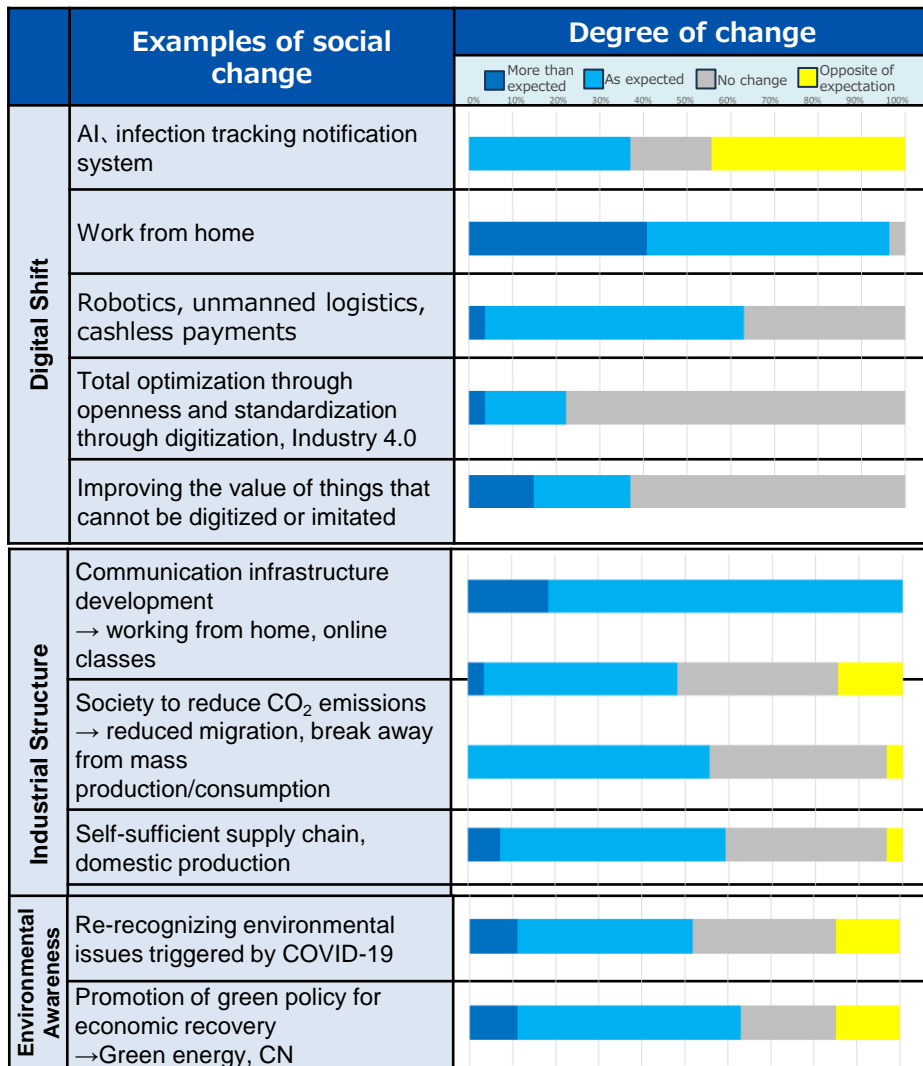 Examples of social
change
Degree of change
More than
expected
As expected
No change
Opposite of
expectation
0% 10% 20% 30% 40% 50% 60% 70% 80% 90% 100%
Digital Shift
AI、infection tracking notification
system
Work from home
Robotics, unmanned logistics,
cashless payments
Total optimization through
openness and standardization
through digitization, Industry 4.0
Improving the value of things that
cannot be digitized or imitated
Industrial Structure
Communication infrastructure
development
→ working from home, online
classes
Society to reduce CO₂ emissions
→ reduced migration, break away
from mass
production/consumption
Self-sufficient supply chain,
domestic production
Environmental
Awareness
Re-recognizing environmental
issues triggered by COVID-19
Promotion of green policy for
economic recovery
→Green energy, CN